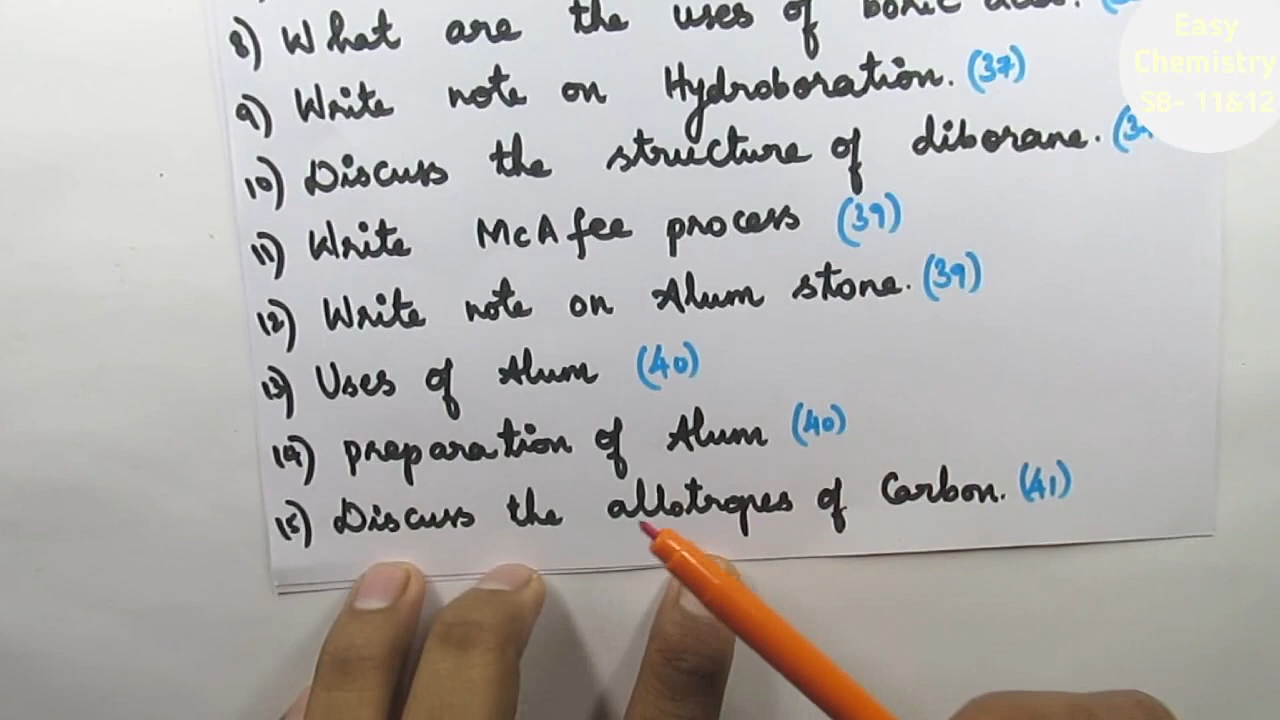 8) What are the uses of boric acid.
Easy
Chemistry
SB- 11&12
9) Write note on Hydroboration. (37)
10) Discuss the structure of diborane.
11) Write McAfee process (39)
12) Write note on Alum stone. (39)
13) Uses of Alum (40)
14) preparation of Alum (40)
15) Discuss the allotropes of Carbon. (41)